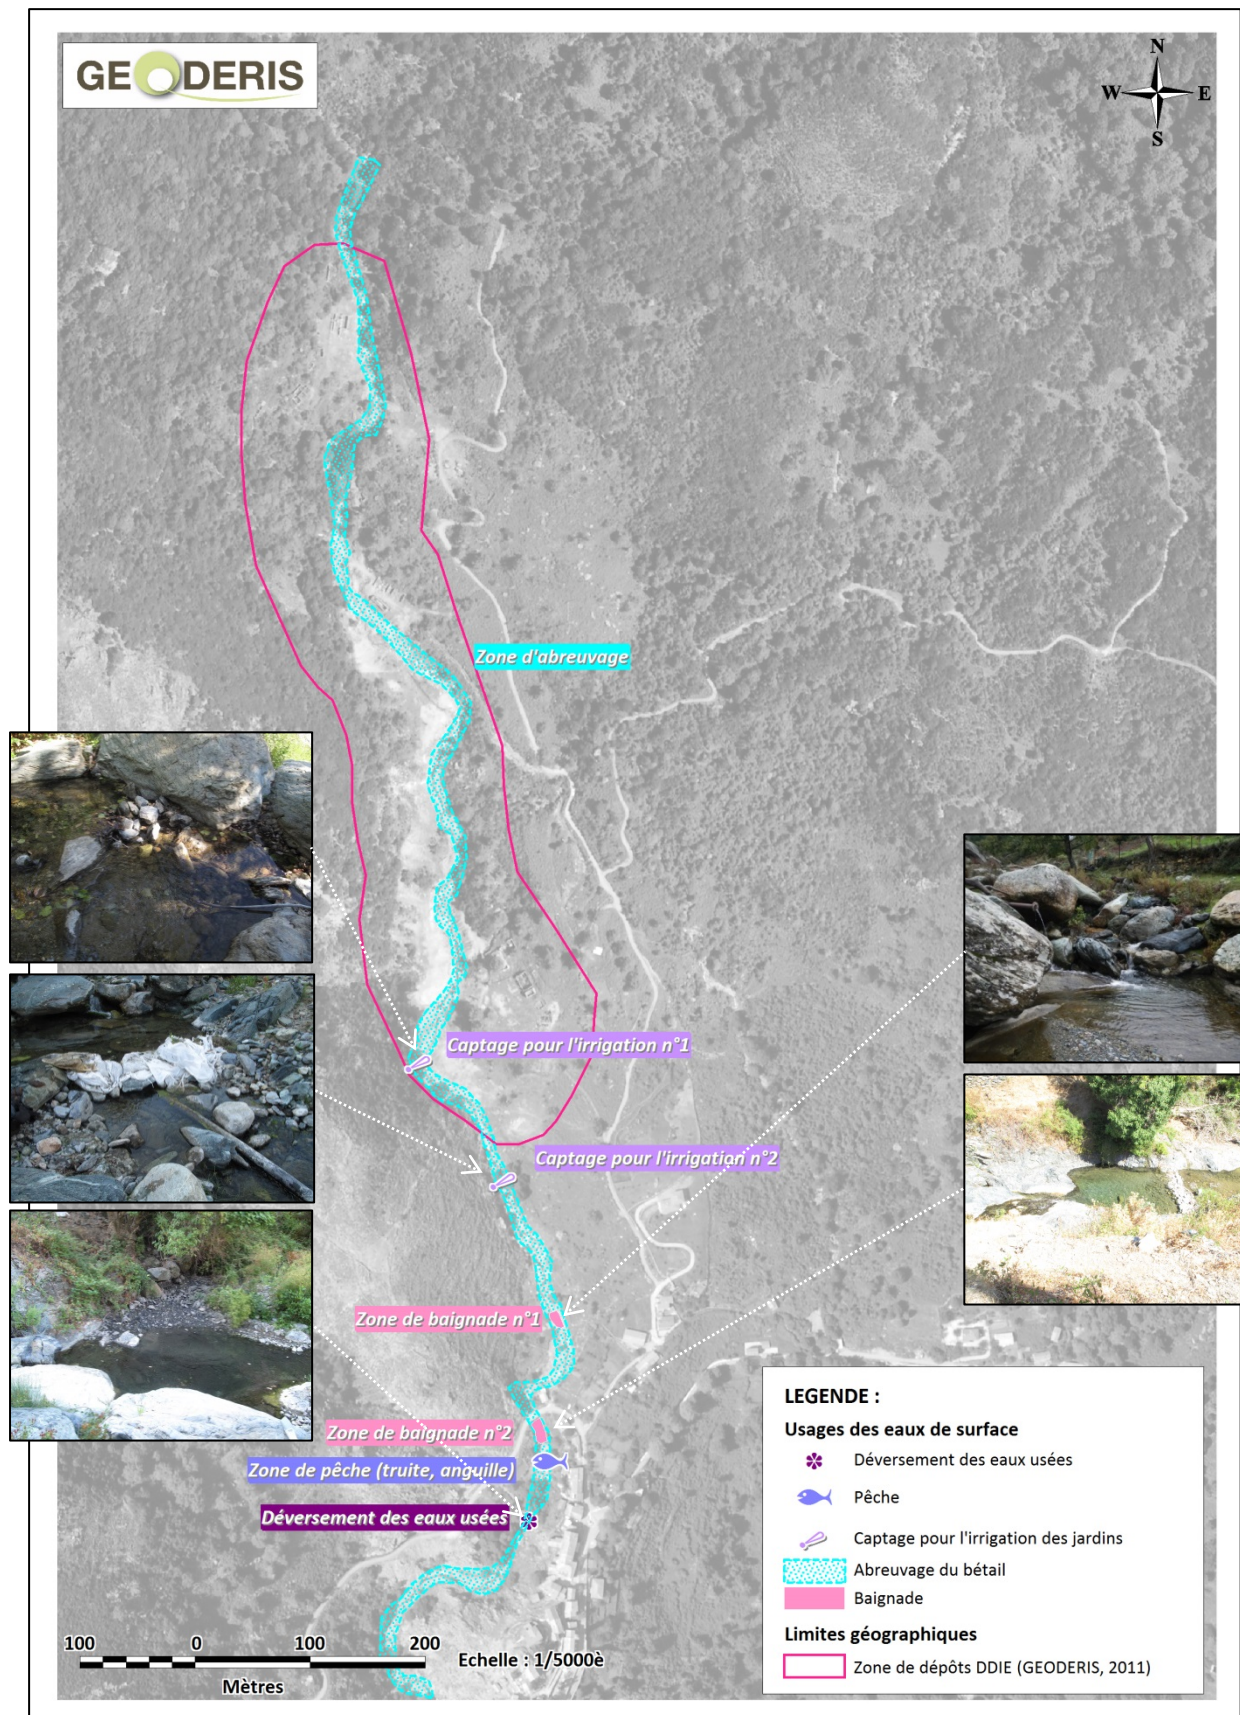 GEODERIS
N
W E
S
Zone d'abreuvage
Captage pour l'irrigation n°1
Captage pour l'irrigation n°2
Zone de baignade n°1
Zone de baignade n°2
Zone de pêche (truite, anguille)
Déversement des eaux usées
LEGENDE :
Usages des eaux de surface
Déversement des eaux usées
Pêche
Captage pour l'irrigation des jardins
Abreuvage du bétail
Baignade
Limites géographiques
Zone de dépôts DDIE (GEODERIS, 2011)
100 0 100 200
Echelle : 1/5000è
Mètres